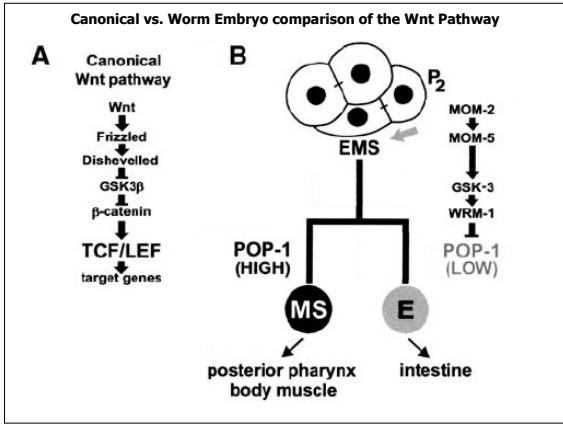 Canonical vs. Worm Embryo comparison of the Wnt Pathway
A
Canonical
Wnt pathway
Wnt
Frizzled
Dishevelled
GSK3β
β-catenin
TCF/LEF
target genes
B
P2
EMS
MOM-2
MOM-5
GSK-3
WRM-1
POP-1
(LOW)
POP-1
(HIGH)
MS
E
posterior pharynx
body muscle
intestine